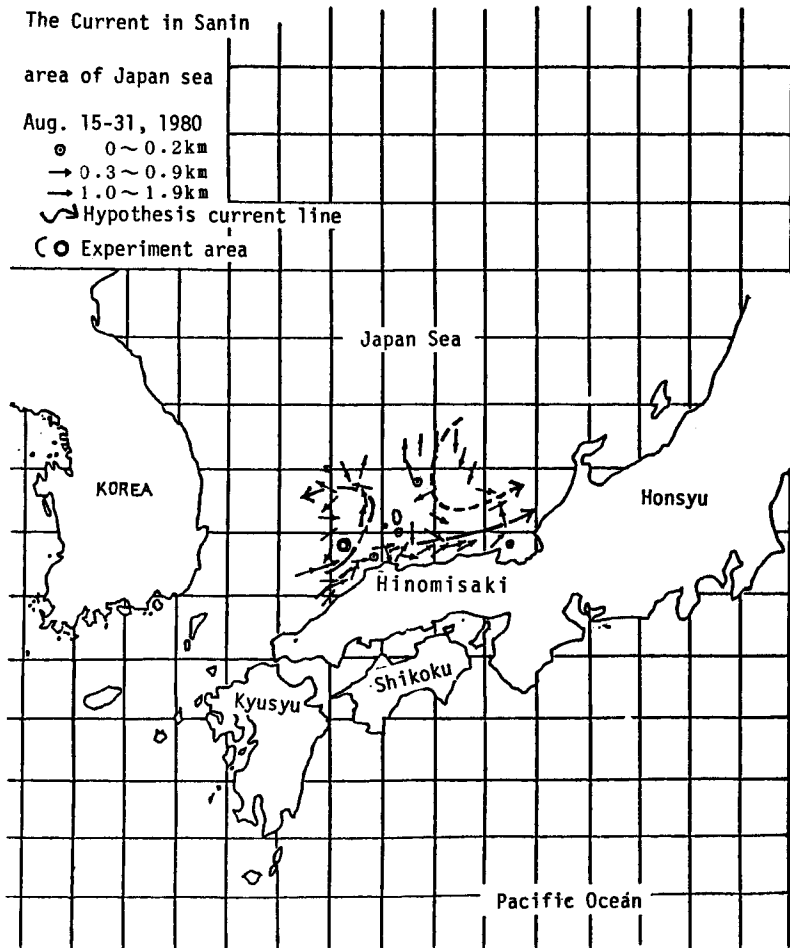 The Current in Sanin
area of Japan sea
Aug. 15-31, 1980
0~0.2km
0.3~0.9km
1.0~1.9km
Hypothesis current line
Experiment area
Japan Sea
KOREA
Honsyu
Hinomisaki
Shikoku
Kyusyu
Pacific Oceán